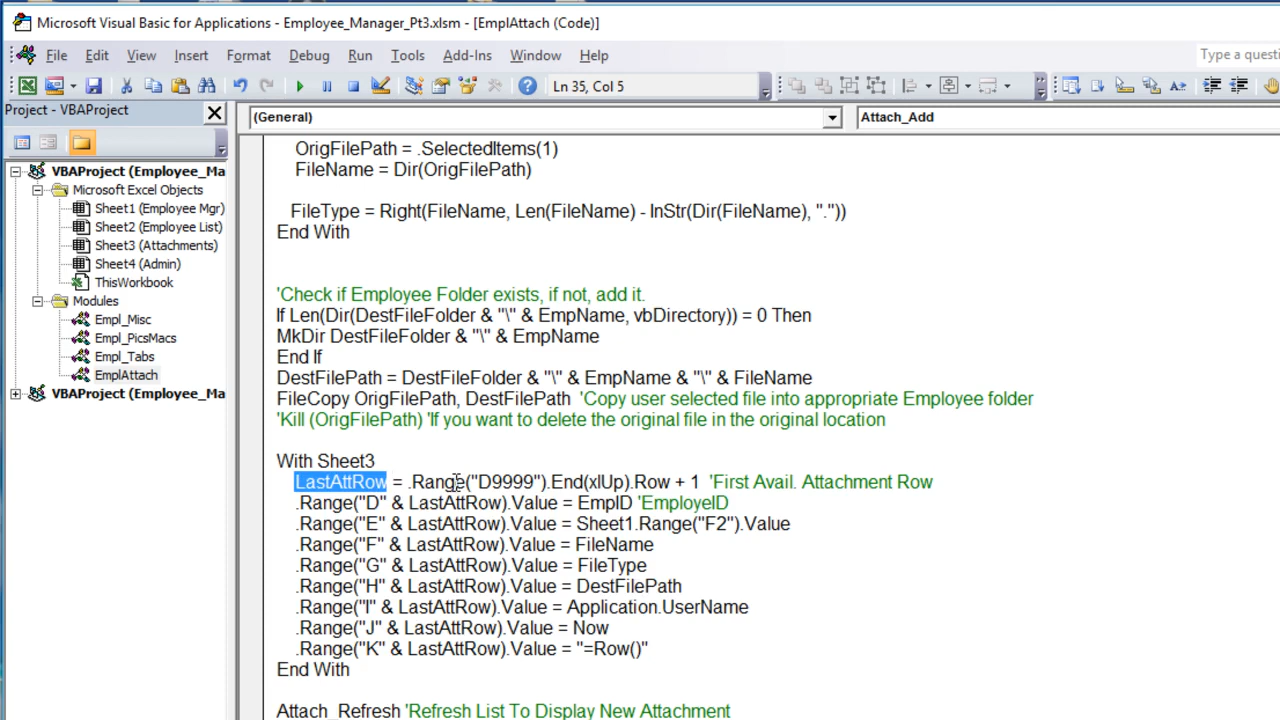 Microsoft Visual Basic for Applications - Employee_Manager_Pt3.xlsm - [EmplAttach (Code)]
File Edit View Insert Format Debug Run Tools Add-Ins Window Help
Type a questi
Ln 35, Col 5
Project - VBAProject
(General)
Attach_Add
VBAProject (Employee_Ma
Microsoft Excel Objects
Sheet1 (Employee Mgr)
Sheet2 (Employee List)
Sheet3 (Attachments)
Sheet4 (Admin)
ThisWorkbook
Modules
Empl_Misc
Empl_PicsMacs
Empl_Tabs
EmplAttach
VBAProject (Employee_Ma
OrigFilePath = .SelectedItems(1)
FileName = Dir(OrigFilePath)
FileType = Right(FileName, Len(FileName) - InStr(Dir(FileName), "."))
End With
'Check if Employee Folder exists, if not, add it.
If Len(Dir(DestFileFolder & "\" & EmpName, vbDirectory)) = 0 Then
MkDir DestFileFolder & "\" & EmpName
End If
DestFilePath = DestFileFolder & "\" & EmpName & "\" & FileName
FileCopy OrigFilePath, DestFilePath 'Copy user selected file into appropriate Employee folder
'Kill (OrigFilePath) 'If you want to delete the original file in the original location
With Sheet3
LastAttRow = .Range("D9999").End(xlUp).Row + 1 'First Avail. Attachment Row
.Range("D" & LastAttRow).Value = EmpID 'EmployeID
.Range("E" & LastAttRow).Value = Sheet1.Range("F2").Value
.Range("F" & LastAttRow).Value = FileName
.Range("G" & LastAttRow).Value = FileType
.Range("H" & LastAttRow).Value = DestFilePath
.Range("I" & LastAttRow).Value = Application.UserName
.Range("J" & LastAttRow).Value = Now
.Range("K" & LastAttRow).Value = "=Row()"
End With
Attach_Refresh 'Refresh List To Display New Attachment